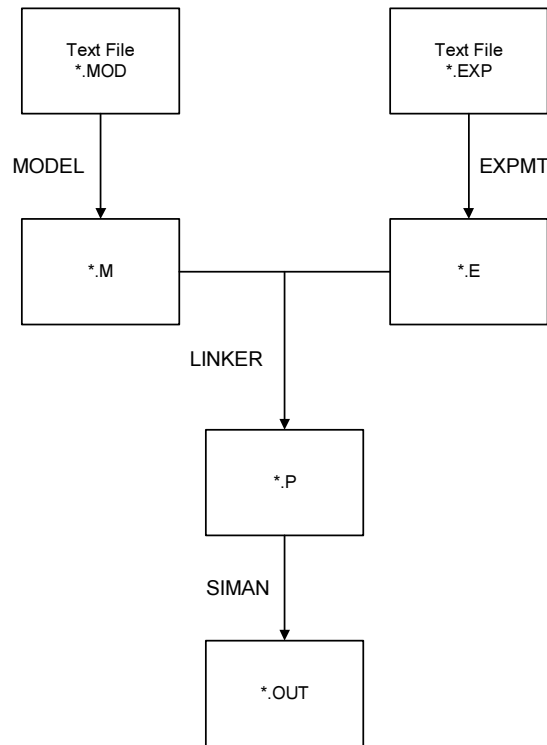 Text File
*.MOD
Text File
*.EXP
MODEL
EXPMT
*.M
*.E
LINKER
*.P
SIMAN
*.OUT